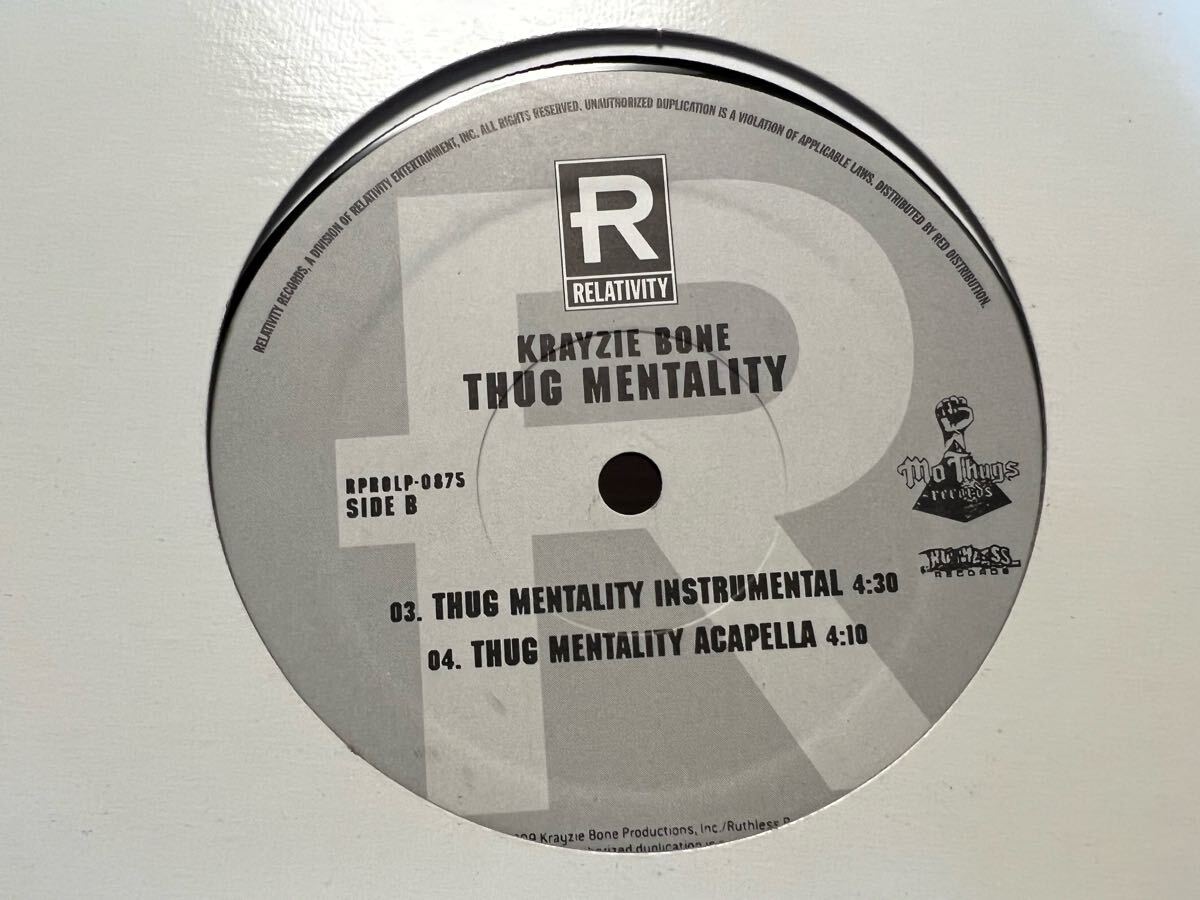 RELATIVITY RECORDS, A DIVISION OF RELATIVITY ENTERTAINMENT, INC. ALL RIGHTS RESERVED. UNAUTHORIZED DUPLICATION IS A VIOLATION OF APPLICABLE LAWS. DISTRIBUTED BY RED DISTRIBUTION.
R
RELATIVITY
KRAYZIE BONE
THUG MENTALITY
RPROLP-0875
SIDE B
Mo Thugs
records
RUTHLESS
RECORDS
03. THUG MENTALITY INSTRUMENTAL 4:30
04. THUG MENTALITY ACAPELLA 4:10
Krayzie Bone Productions, Inc./Ruthless
duplication is